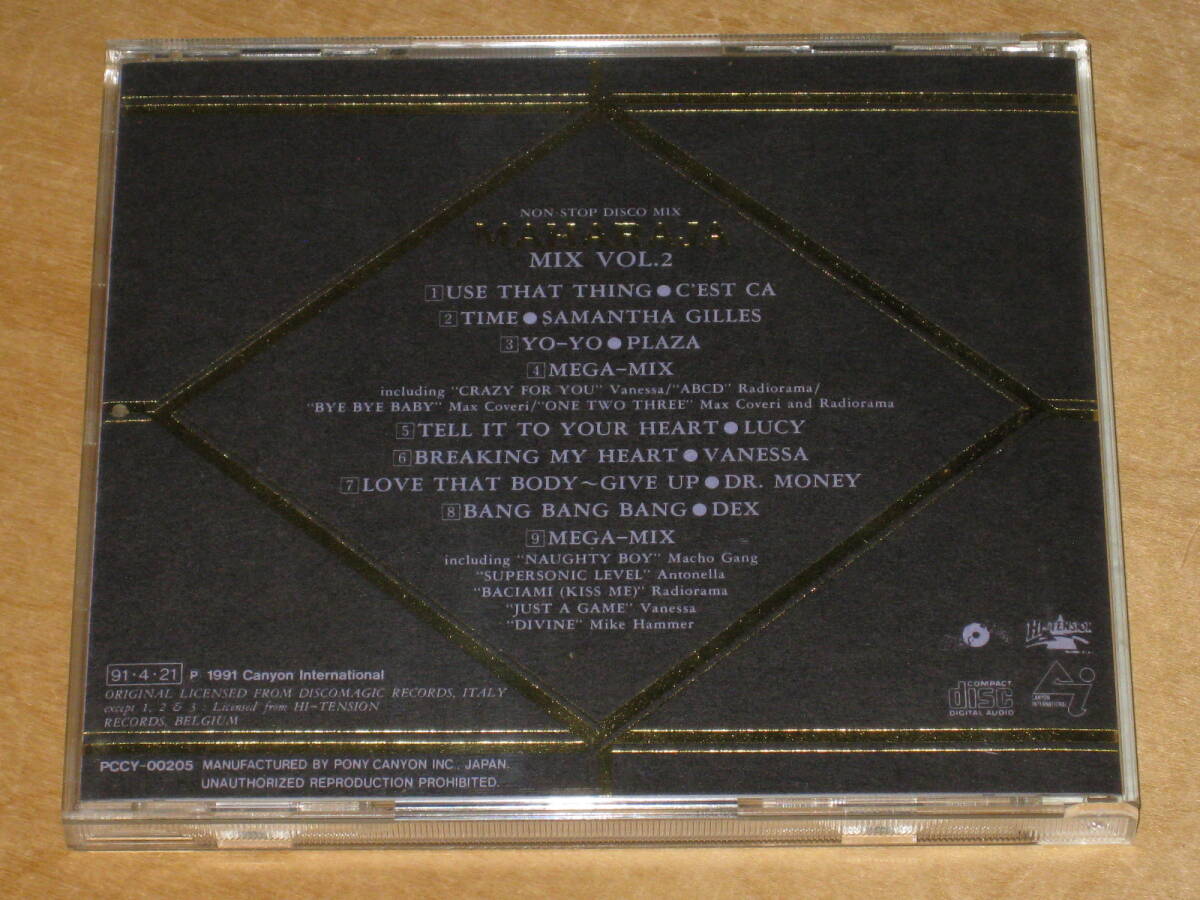 NON-STOP DISCO MIX
MAHARAJA
MIX VOL.2
1 USE THAT THING●C'EST CA
2 TIME●SAMANTHA GILLES
3 YO-YO●PLAZA
4 MEGA-MIX
including "CRAZY FOR YOU" Vanessa/"ABCD" Radiorama/
"BYE BYE BABY" Max Coveri/"ONE TWO THREE" Max Coveri and Radiorama
5 TELL IT TO YOUR HEART●LUCY
6 BREAKING MY HEART●VANESSA
7 LOVE THAT BODY~GIVE UP●DR. MONEY
8 BANG BANG BANG●DEX
9 MEGA-MIX
including "NAUGHTY BOY" Macho Gang
"SUPERSONIC LEVEL" Antonella
"BACIAMI (KISS ME)" Radiorama
"JUST A GAME" Vanessa
"DIVINE" Mike Hammer
HI-TENSION
91・4・21 P 1991 Canyon International
ORIGINAL LICENSED FROM DISCOMAGIC RECORDS, ITALY
except 1, 2 & 3 : Licensed from HI-TENSION
RECORDS, BELGIUM
COMPACT
disc
DIGITAL AUDIO
CANYON
INTERNATIONAL
PCCY-00205 MANUFACTURED BY PONY CANYON INC., JAPAN.
UNAUTHORIZED REPRODUCTION PROHIBITED.